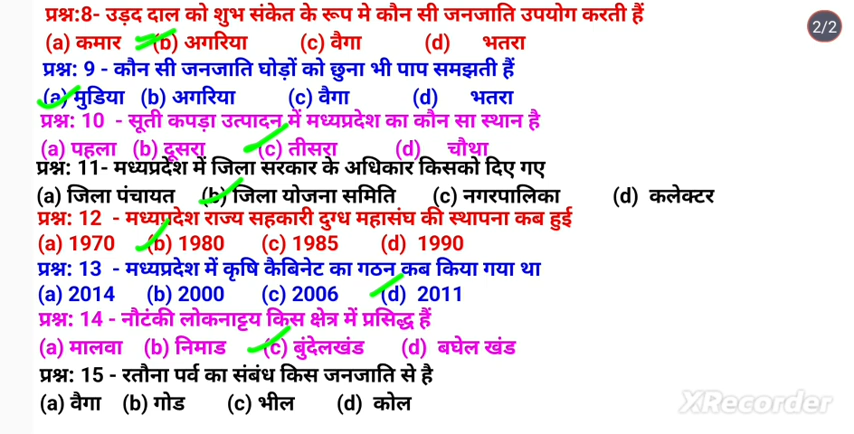 प्रश्न:8- उड़द दाल को शुभ संकेत के रूप मे कौन सी जनजाति उपयोग करती हैं
2/2
(a) कमार (b) अगरिया (c) वैगा (d) भतरा
प्रश्न: 9 - कौन सी जनजाति घोड़ों को छुना भी पाप समझती हैं
(a) मुडिया (b) अगरिया (c) वैगा (d) भतरा
प्रश्न: 10 - सूती कपड़ा उत्पादन में मध्यप्रदेश का कौन सा स्थान है
(a) पहला (b) दूसरा (c) तीसरा (d) चौथा
प्रश्न: 11- मध्यप्रदेश में जिला सरकार के अधिकार किसको दिए गए
(a) जिला पंचायत (b) जिला योजना समिति (c) नगरपालिका (d) कलेक्टर
प्रश्न: 12 - मध्यप्रदेश राज्य सहकारी दुग्ध महासंघ की स्थापना कब हुई
(a) 1970 (b) 1980 (c) 1985 (d) 1990
प्रश्न: 13 - मध्यप्रदेश में कृषि कैबिनेट का गठन कब किया गया था
(a) 2014 (b) 2000 (c) 2006 (d) 2011
प्रश्न: 14 - नौटंकी लोकनाट्रय किस क्षेत्र में प्रसिद्ध हैं
(a) मालवा (b) निमाड (c) बुंदेलखंड (d) बघेल खंड
प्रश्न: 15 - रतौना पर्व का संबंध किस जनजाति से है
(a) वैगा (b) गोड (c) भील (d) कोल
XRecorder